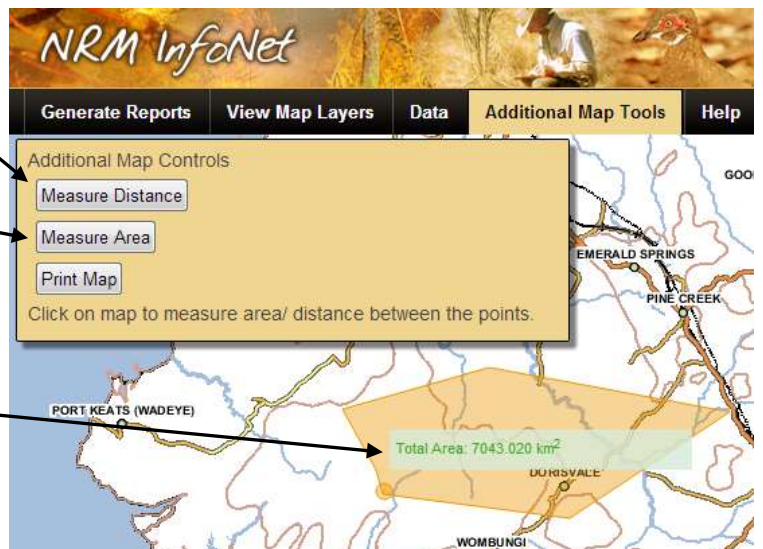 NRM InfoNet
Generate Reports View Map Layers Data Additional Map Tools Help
Additional Map Controls
Measure Distance
Measure Area
Print Map
Click on map to measure area/ distance between the points.
GOO
EMERALD SPRINGS
PINE CREEK
PORT KEATS (WADEYE)
Total Area: 7043.020 km²
DORISVALE
WOMBUNGI